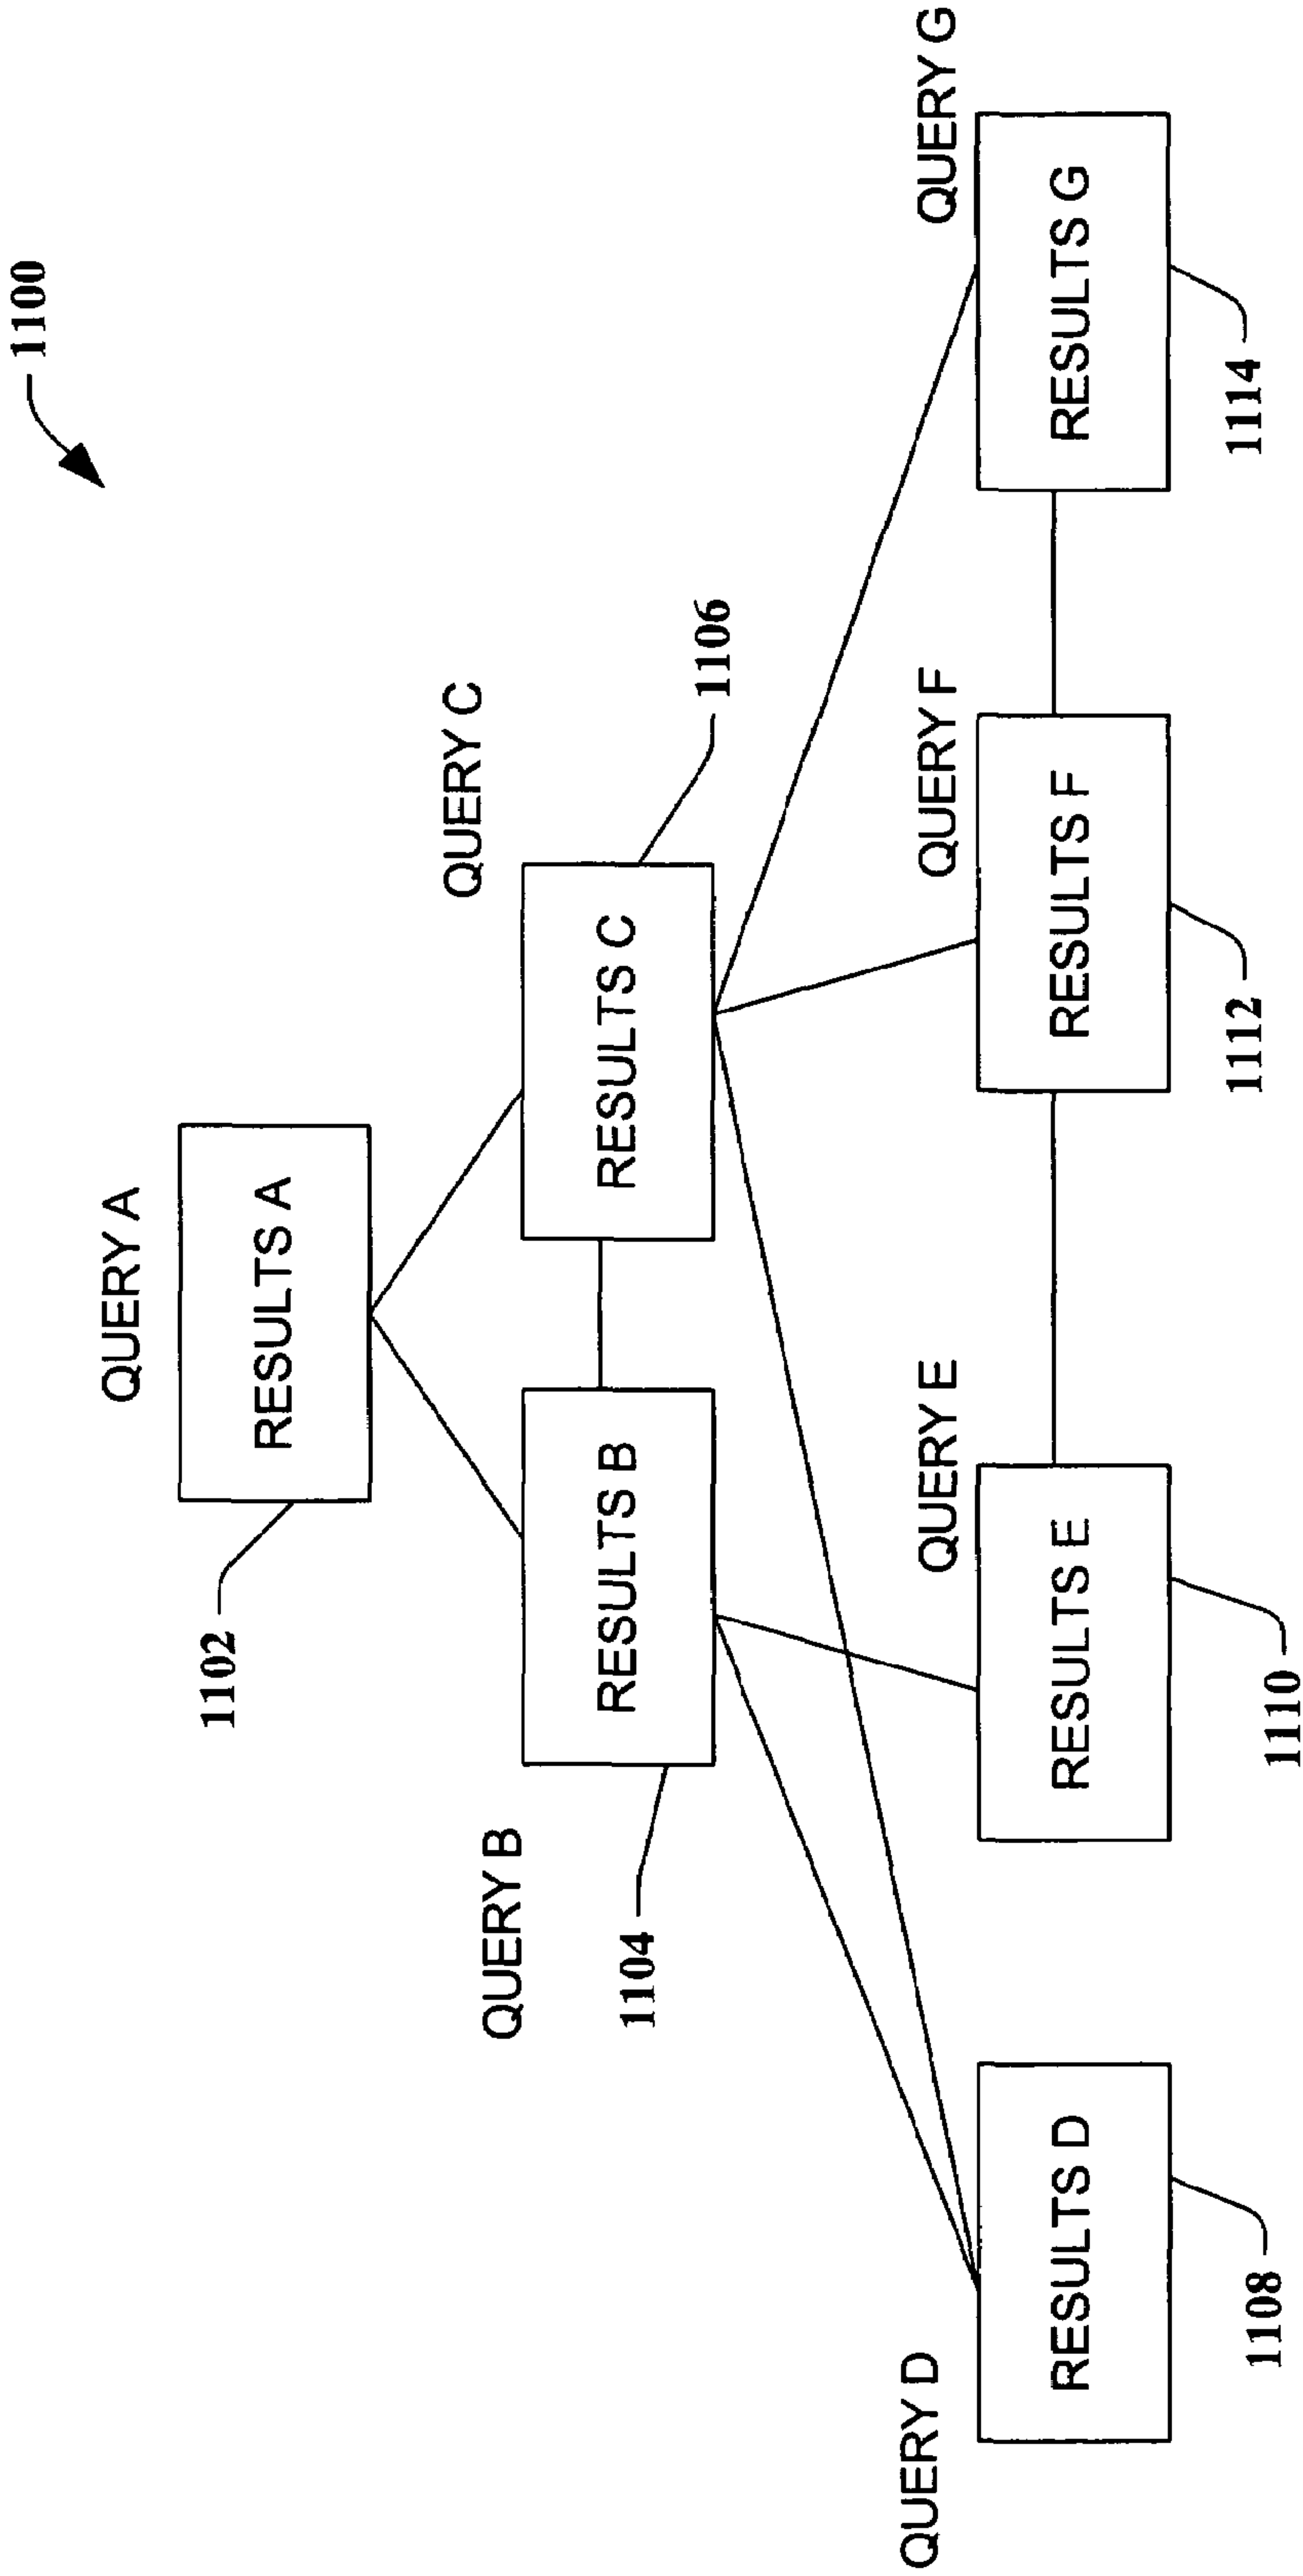 1100
QUERY A
RESULTS A
1102
QUERY B
QUERY C
RESULTS B
RESULTS C
1104
1106
QUERY D
QUERY E
QUERY F
QUERY G
RESULTS D
RESULTS E
RESULTS F
RESULTS G
1108
1110
1112
1114